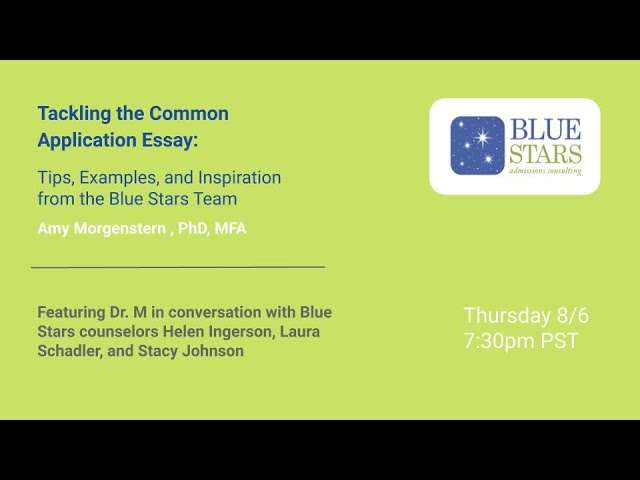 Tackling the Common
Application Essay:
Tips, Examples, and Inspiration
from the Blue Stars Team
Amy Morgenstern , PhD, MFA
BLUE
STARS
admissions consulting
Featuring Dr. M in conversation with Blue
Stars counselors Helen Ingerson, Laura
Schadler, and Stacy Johnson
Thursday 8/6
7:30pm PST